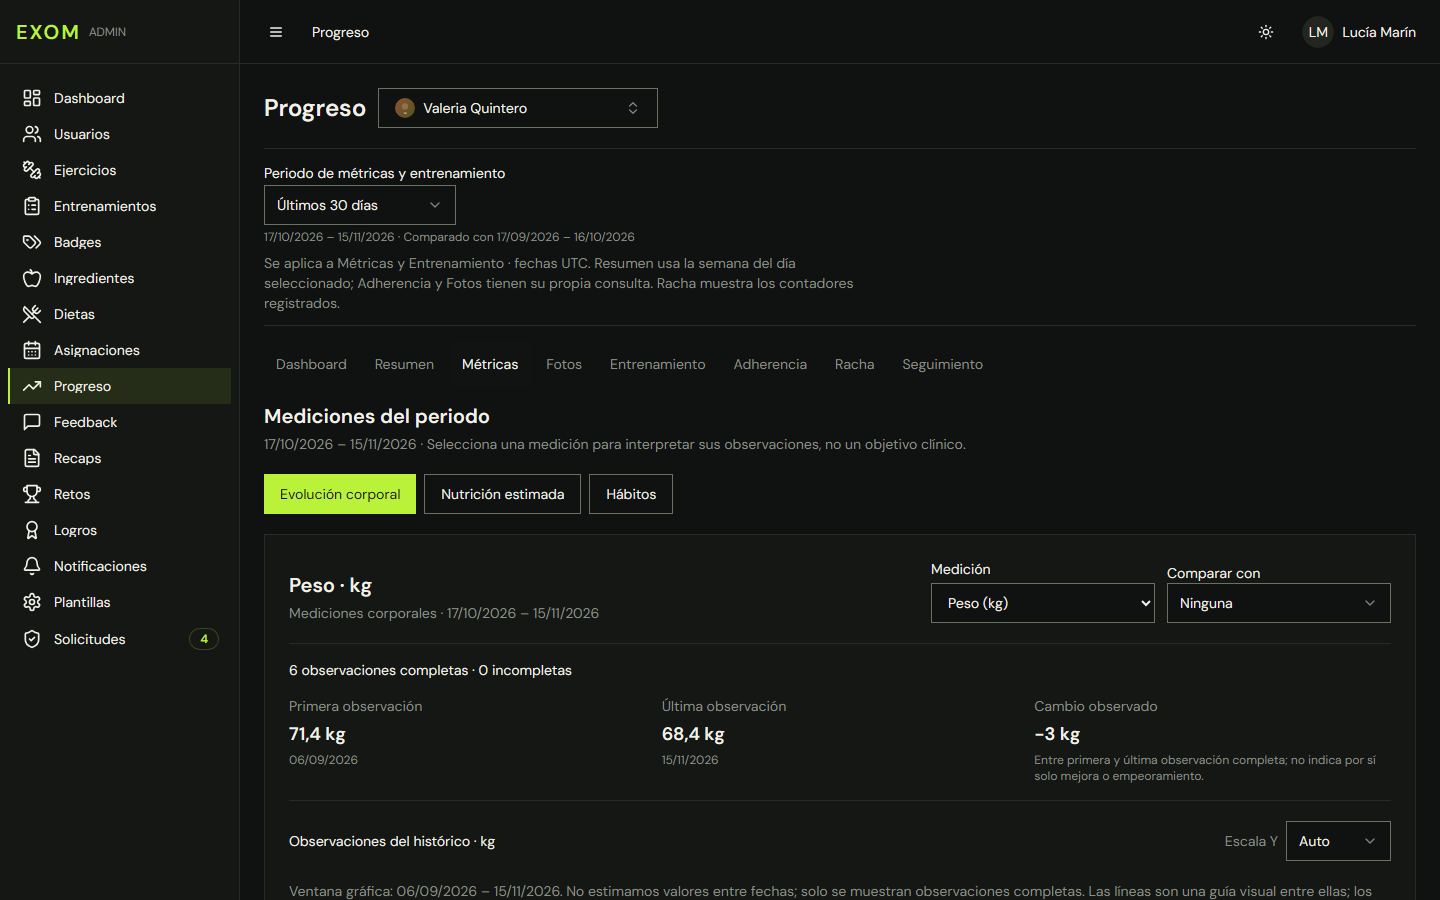 EXOM ADMIN
Progreso
LM Lucía Marín
Dashboard
Usuarios
Ejercicios
Entrenamientos
Badges
Ingredientes
Dietas
Asignaciones
Progreso
Feedback
Recaps
Retos
Logros
Notificaciones
Plantillas
Solicitudes 4
Progreso Valeria Quintero
Periodo de métricas y entrenamiento
Últimos 30 días
17/10/2026 – 15/11/2026 · Comparado con 17/09/2026 – 16/10/2026
Se aplica a Métricas y Entrenamiento · fechas UTC. Resumen usa la semana del día
seleccionado; Adherencia y Fotos tienen su propia consulta. Racha muestra los contadores
registrados.
Dashboard Resumen Métricas Fotos Entrenamiento Adherencia Racha Seguimiento
Mediciones del periodo
17/10/2026 – 15/11/2026 · Selecciona una medición para interpretar sus observaciones, no un objetivo clínico.
Evolución corporal Nutrición estimada Hábitos
Peso · kg
Mediciones corporales · 17/10/2026 – 15/11/2026
Medición
Peso (kg)
Comparar con
Ninguna
6 observaciones completas · 0 incompletas
Primera observación
71,4 kg
06/09/2026
Última observación
68,4 kg
15/11/2026
Cambio observado
-3 kg
Entre primera y última observación completa; no indica por sí
solo mejora o empeoramiento.
Observaciones del histórico · kg
Escala Y Auto
Ventana gráfica: 06/09/2026 – 15/11/2026. No estimamos valores entre fechas; solo se muestran observaciones completas. Las líneas son una guía visual entre ellas; los